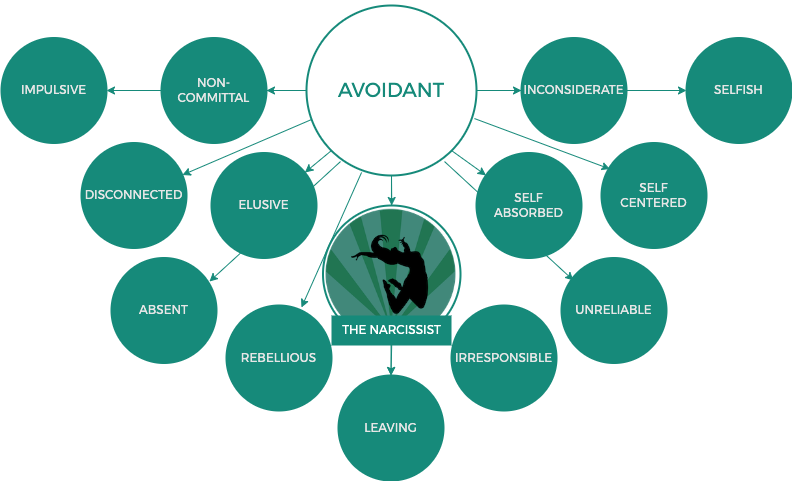 AVOIDANT
IMPULSIVE
NON-
COMMITTAL
INCONSIDERATE
SELFISH
DISCONNECTED
ELUSIVE
SELF
ABSORBED
SELF
CENTERED
ABSENT
UNRELIABLE
THE NARCISSIST
REBELLIOUS
IRRESPONSIBLE
LEAVING